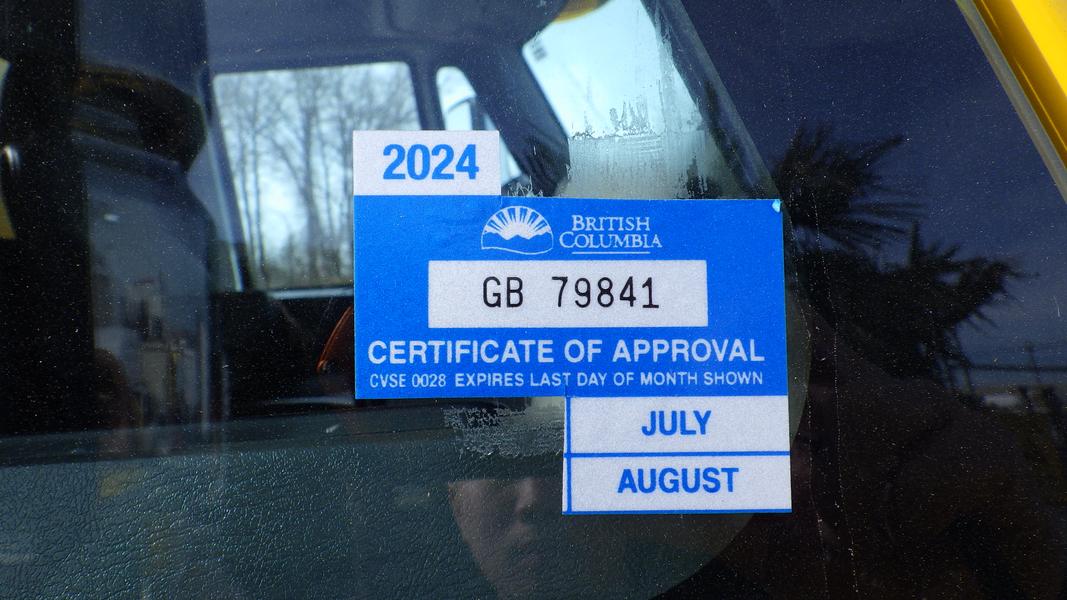 2024
BRITISH
COLUMBIA
GB 79841
CERTIFICATE OF APPROVAL
CVSE 0028 EXPIRES LAST DAY OF MONTH SHOWN
JULY
AUGUST